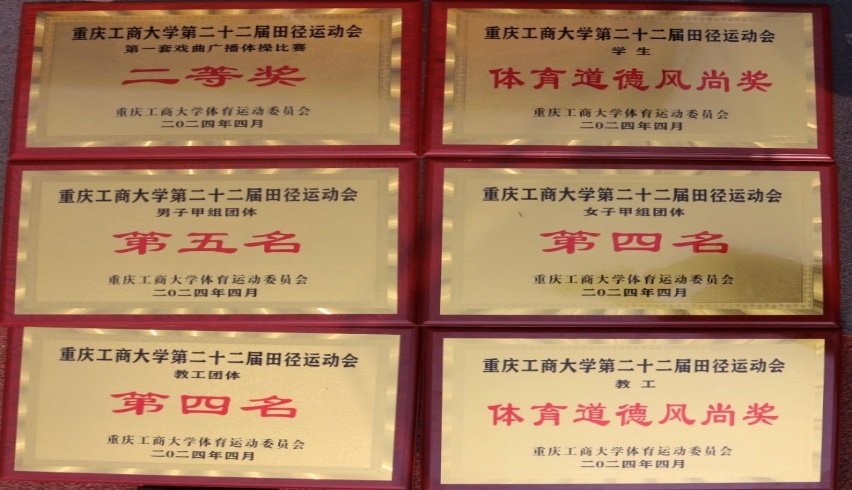 重庆工商大学第二十二届田径运动会
第一套戏曲广播体操比赛
二等奖
重庆工商大学体育运动委员会
二〇二四年四月
重庆工商大学第二十二届田径运动会
学生
体育道德风尚奖
重庆工商大学体育运动委员会
二〇二四年四月
重庆工商大学第二十二届田径运动会
男子甲组团体
第五名
重庆工商大学体育运动委员会
二〇二四年四月
重庆工商大学第二十二届田径运动会
女子甲组团体
第四名
重庆工商大学体育运动委员会
二〇二四年四月
重庆工商大学第二十二届田径运动会
教工团体
第四名
重庆工商大学体育运动委员会
二〇二四年四月
重庆工商大学第二十二届田径运动会
教工
体育道德风尚奖
重庆工商大学体育运动委员会
二〇二四年四月